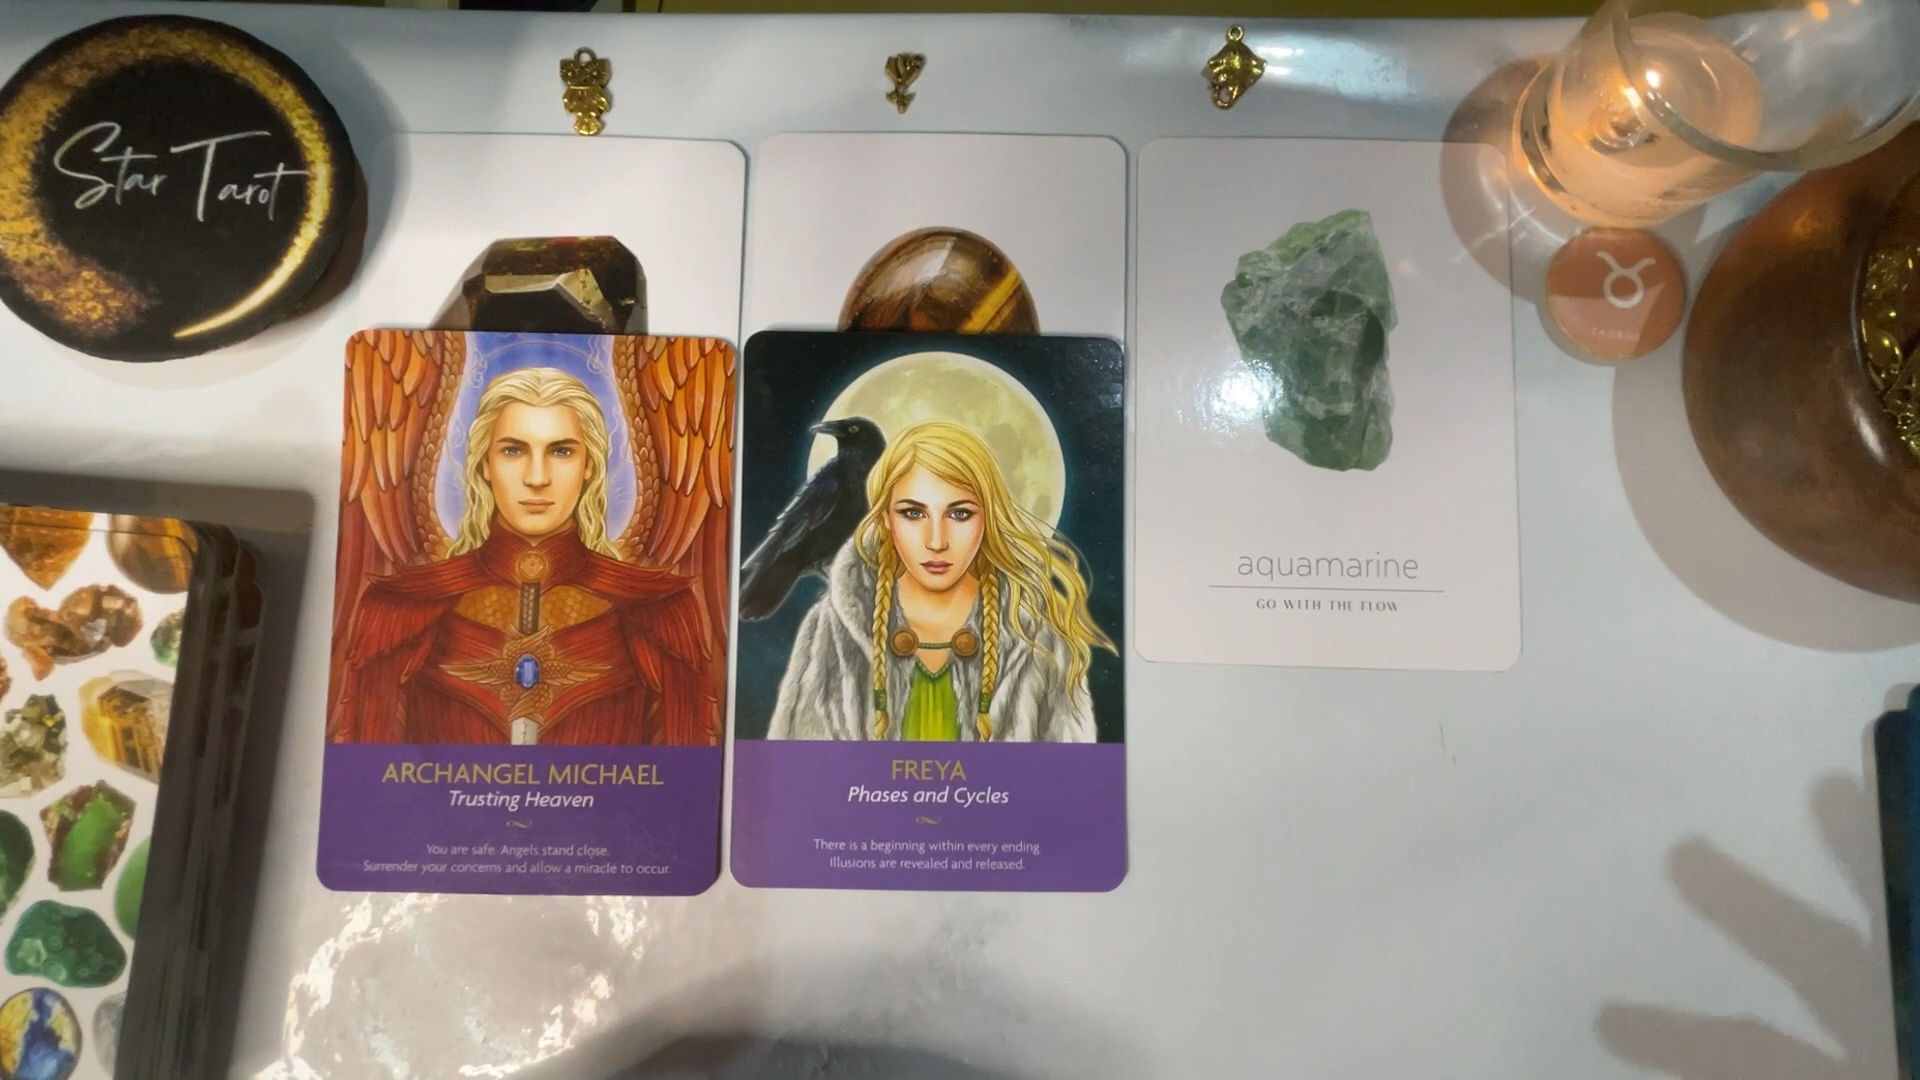 Star Tarot
TAURUS
aquamarine
GO WITH THE FLOW
ARCHANGEL MICHAEL
Trusting Heaven
You are safe. Angels stand close.
Surrender your concerns and allow a miracle to occur.
FREYA
Phases and Cycles
There is a beginning within every ending.
Illusions are revealed and released.